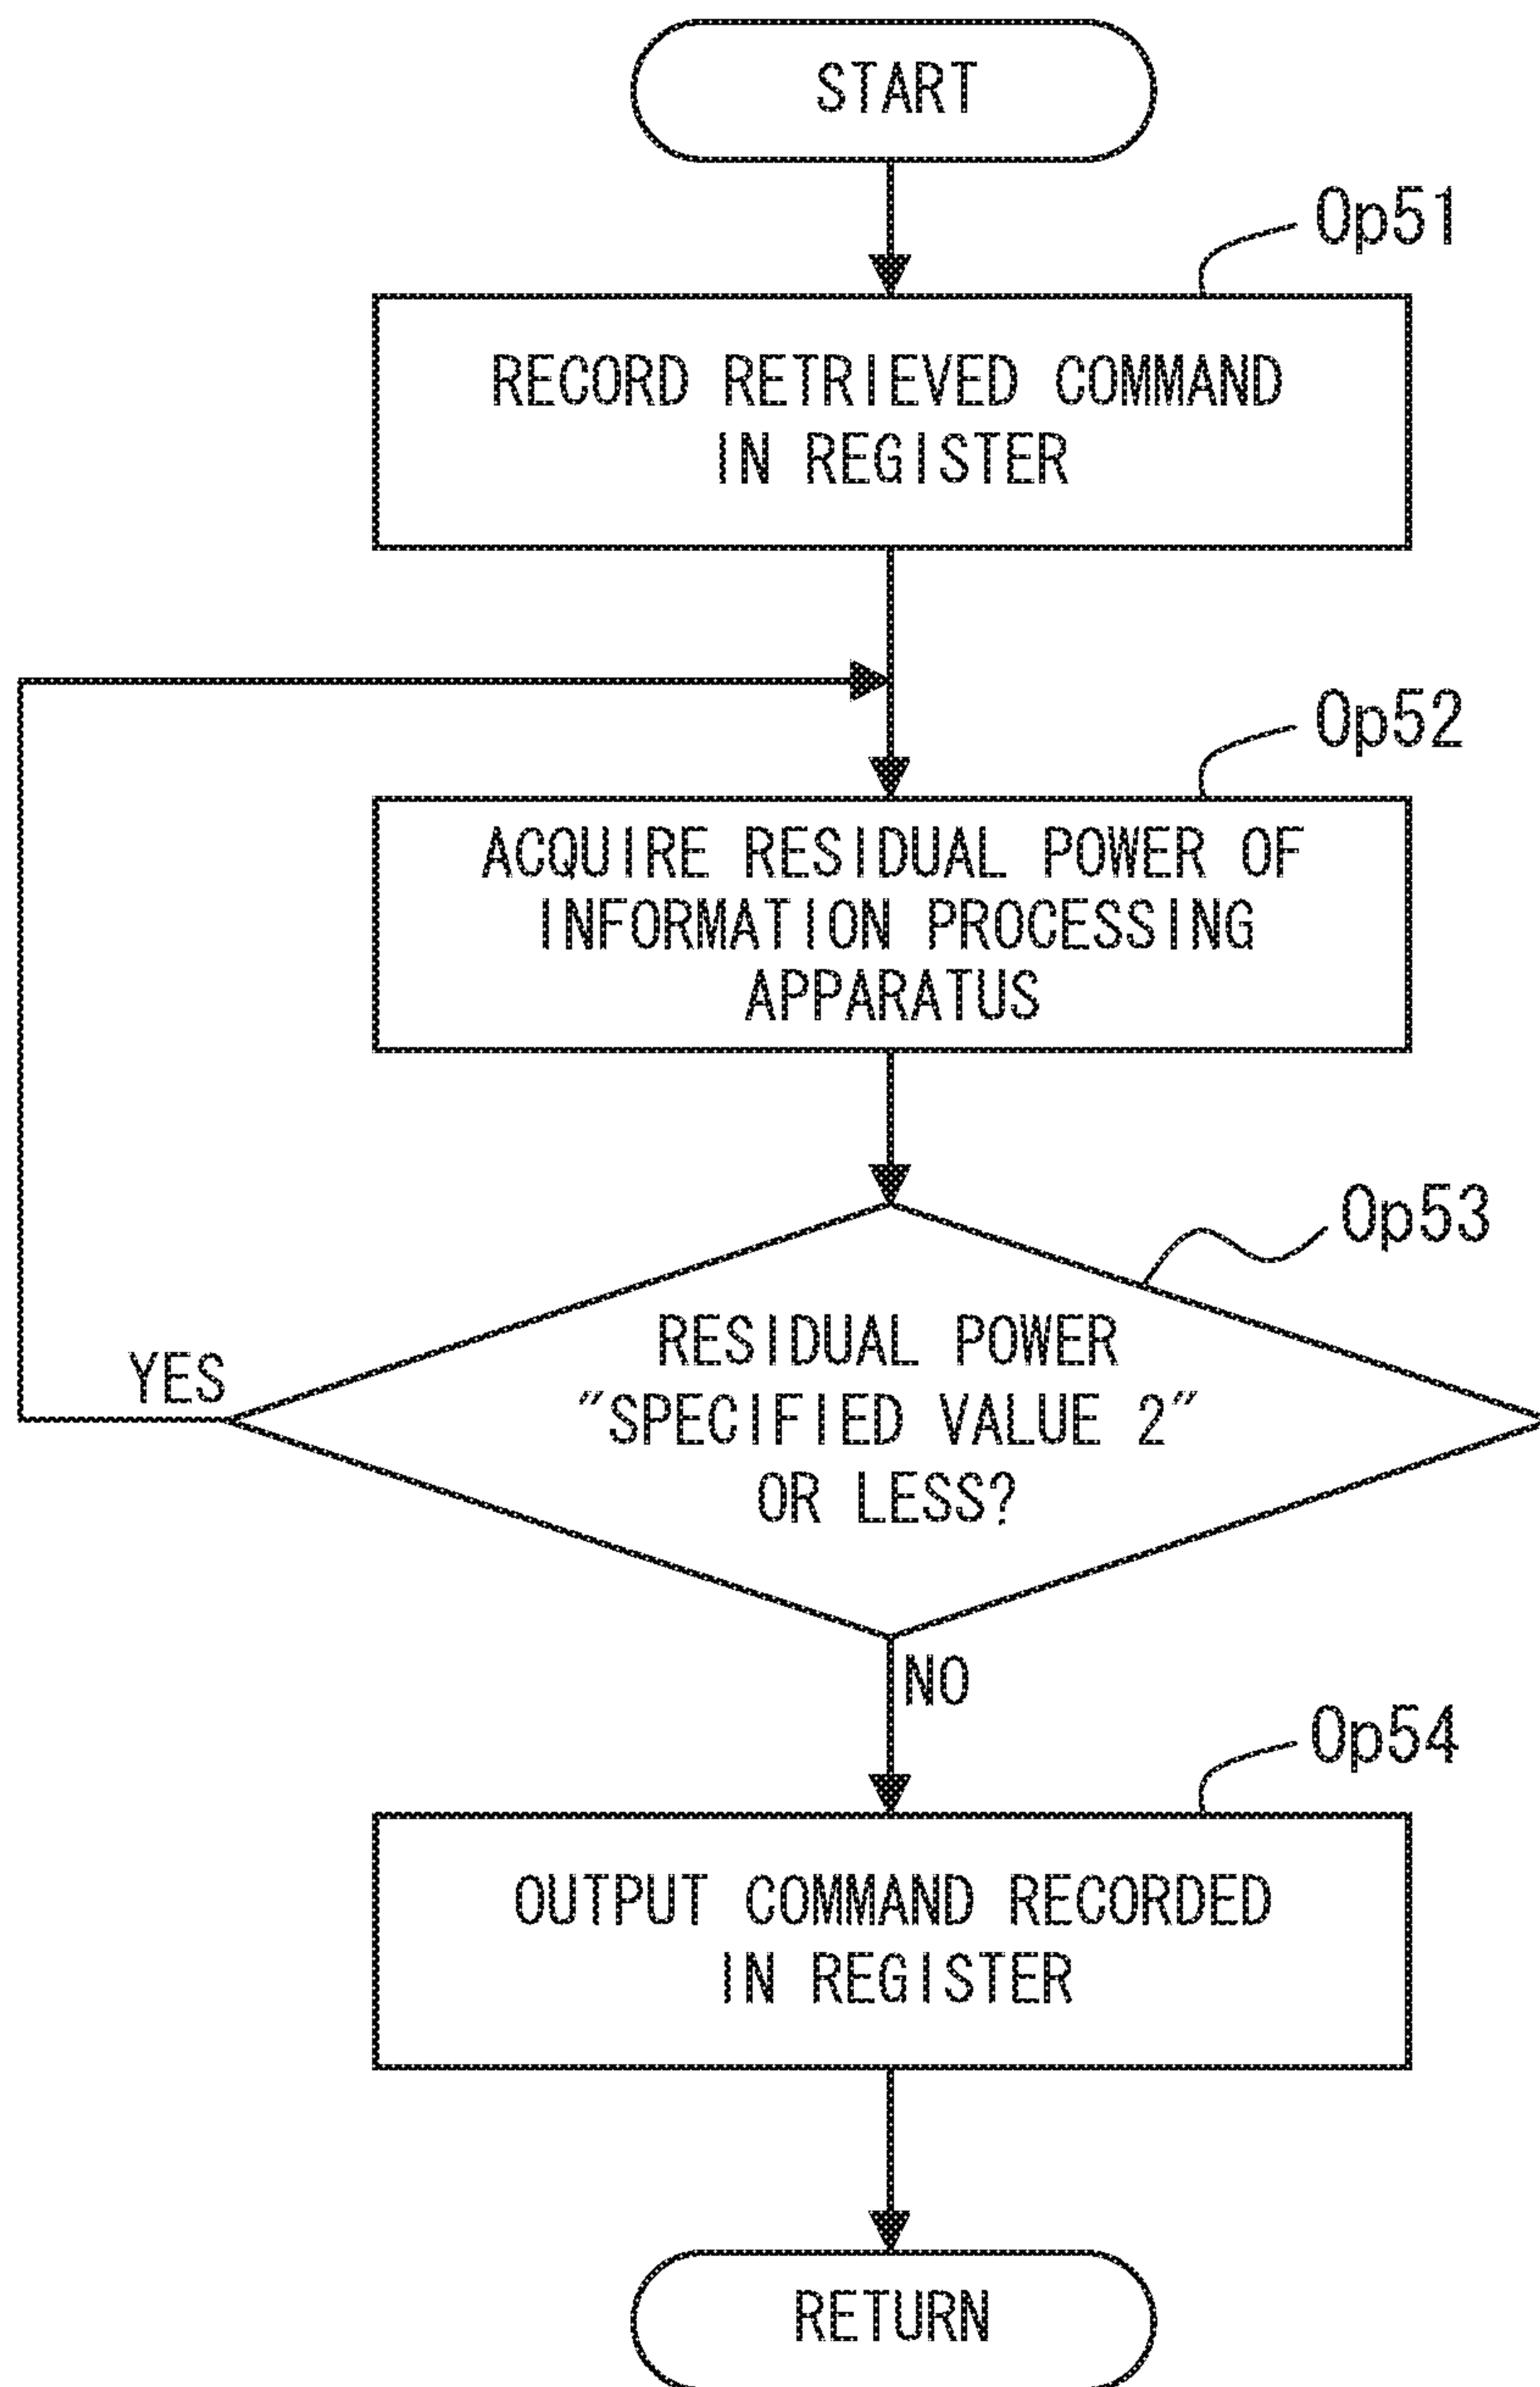 START
Op51
RECORD RETRIEVED COMMAND
IN REGISTER
Op52
ACQUIRE RESIDUAL POWER OF
INFORMATION PROCESSING
APPARATUS
Op53
RESIDUAL POWER
"SPECIFIED VALUE 2"
OR LESS?
YES
NO
Op54
OUTPUT COMMAND RECORDED
IN REGISTER
RETURN